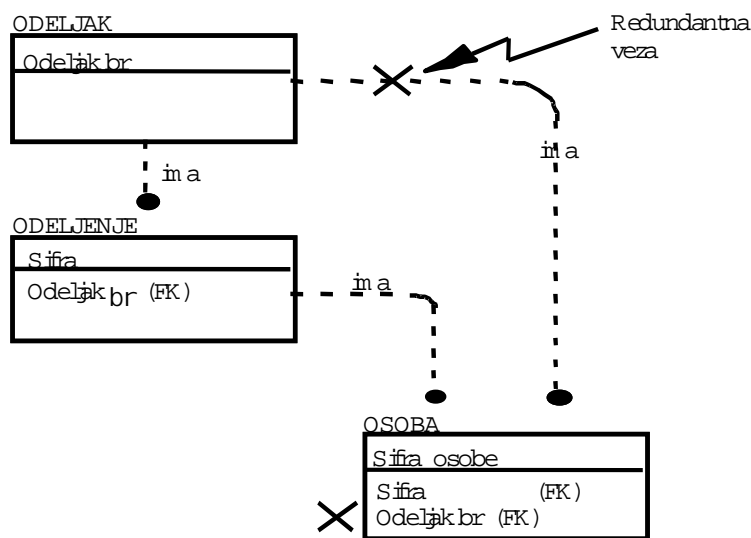 ODELJAK
Odeljak br
Redundantna
veza
ima
ima
ODELJENJE
Sifra
Odeljak br (FK)
ima
OSOBA
Sifra osobe
Sifra (FK)
Odeljak br (FK)